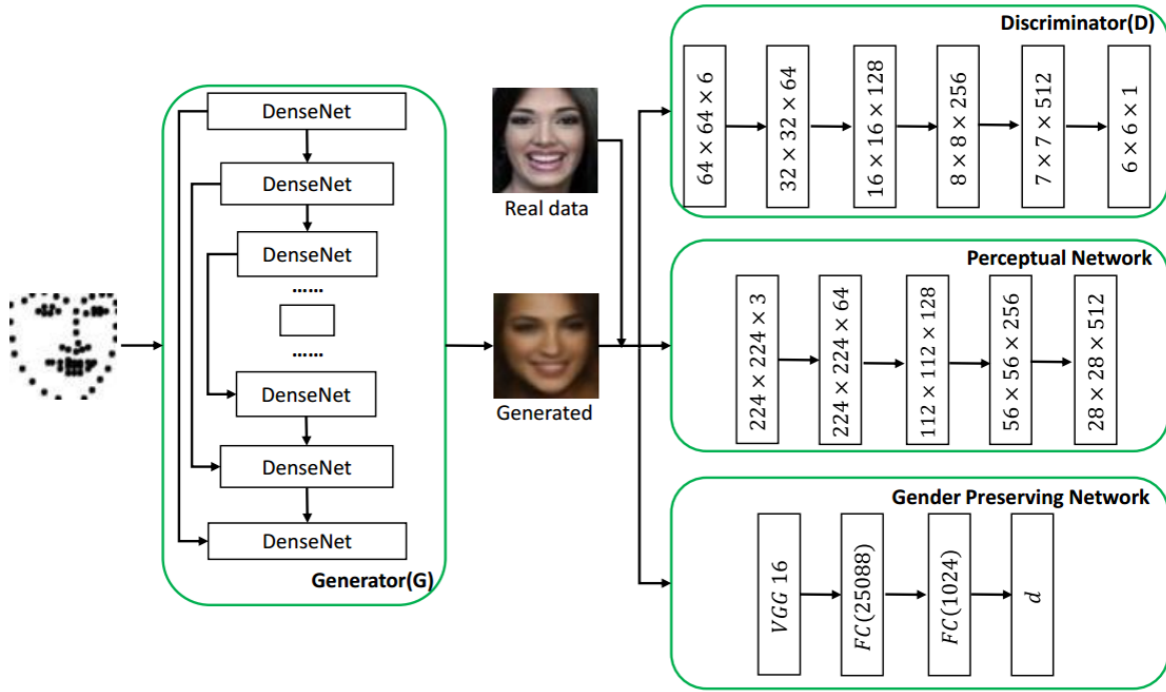 DenseNet
DenseNet
DenseNet
......
......
DenseNet
DenseNet
DenseNet
Generator(G)
Real data
Generated
Discriminator(D)
64 × 64 × 6
32 × 32 × 64
16 × 16 × 128
8 × 8 × 256
7 × 7 × 512
6 × 6 × 1
Perceptual Network
224 × 224 × 3
224 × 224 × 64
112 × 112 × 128
56 × 56 × 256
28 × 28 × 512
Gender Preserving Network
VGG 16
FC(25088)
FC(1024)
d